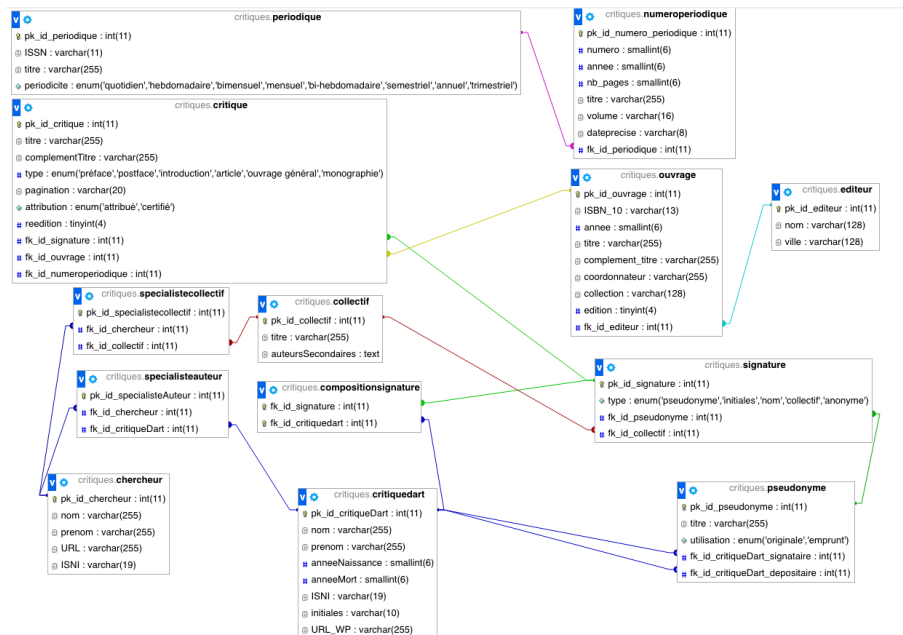 critiques.periodique
pk_id_periodique : int(11)
ISSN : varchar(11)
titre : varchar(255)
periodicite : enum('quotidien','hebdomadaire','bimensuel','mensuel','bi-hebdomadaire','semestriel','annuel','trimestriel')
critiques.numeroperiodique
pk_id_numero_periodique : int(11)
numero : smallint(6)
annee : smallint(6)
nb_pages : smallint(6)
titre : varchar(255)
volume : varchar(16)
dateprecise : varchar(8)
fk_id_periodique : int(11)
critiques.critique
pk_id_critique : int(11)
titre : varchar(255)
complementTitre : varchar(255)
type : enum('préface','postface','introduction','article','ouvrage général','monographie')
pagination : varchar(20)
attribution : enum('attribué','certifié')
reedition : tinyint(4)
fk_id_signature : int(11)
fk_id_ouvrage : int(11)
fk_id_numeroperiodique : int(11)
critiques.ouvrage
pk_id_ouvrage : int(11)
ISBN_10 : varchar(13)
annee : smallint(6)
titre : varchar(255)
complement_titre : varchar(255)
coordonnateur : varchar(255)
collection : varchar(128)
edition : tinyint(4)
fk_id_editeur : int(11)
critiques.editeur
pk_id_editeur : int(11)
nom : varchar(128)
ville : varchar(128)
critiques.specialistecollectif
pk_id_specialistecollectif : int(11)
fk_id_chercheur : int(11)
fk_id_collectif : int(11)
critiques.collectif
pk_id_collectif : int(11)
titre : varchar(255)
auteursSecondaires : text
critiques.specialisteauteur
pk_id_specialisteAuteur : int(11)
fk_id_chercheur : int(11)
fk_id_critiqueDart : int(11)
critiques.compositionsignature
fk_id_signature : int(11)
fk_id_critiquedart : int(11)
critiques.signature
pk_id_signature : int(11)
type : enum('pseudonyme','initiales','nom','collectif','anonyme')
fk_id_pseudonyme : int(11)
fk_id_collectif : int(11)
critiques.chercheur
pk_id_chercheur : int(11)
nom : varchar(255)
prenom : varchar(255)
URL : varchar(255)
ISNI : varchar(19)
critiques.critiquedart
pk_id_critiqueDart : int(11)
nom : varchar(255)
prenom : varchar(255)
anneeNaissance : smallint(6)
anneeMort : smallint(6)
ISNI : varchar(19)
initiales : varchar(10)
URL_WP : varchar(255)
critiques.pseudonyme
pk_id_pseudonyme : int(11)
titre : varchar(255)
utilisation : enum('originale','emprunt')
fk_id_critiqueDart_signataire : int(11)
fk_id_critiqueDart_depositaire : int(11)